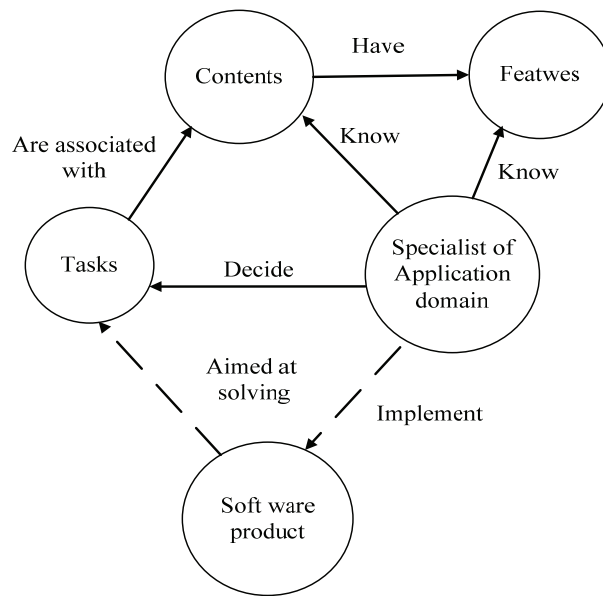 Have
Contents
Featwes
Know
Are associated
with
Know
Tasks
Decide
Specialist of
Application
domain
Aimed at
solving
Implement
Soft ware
product